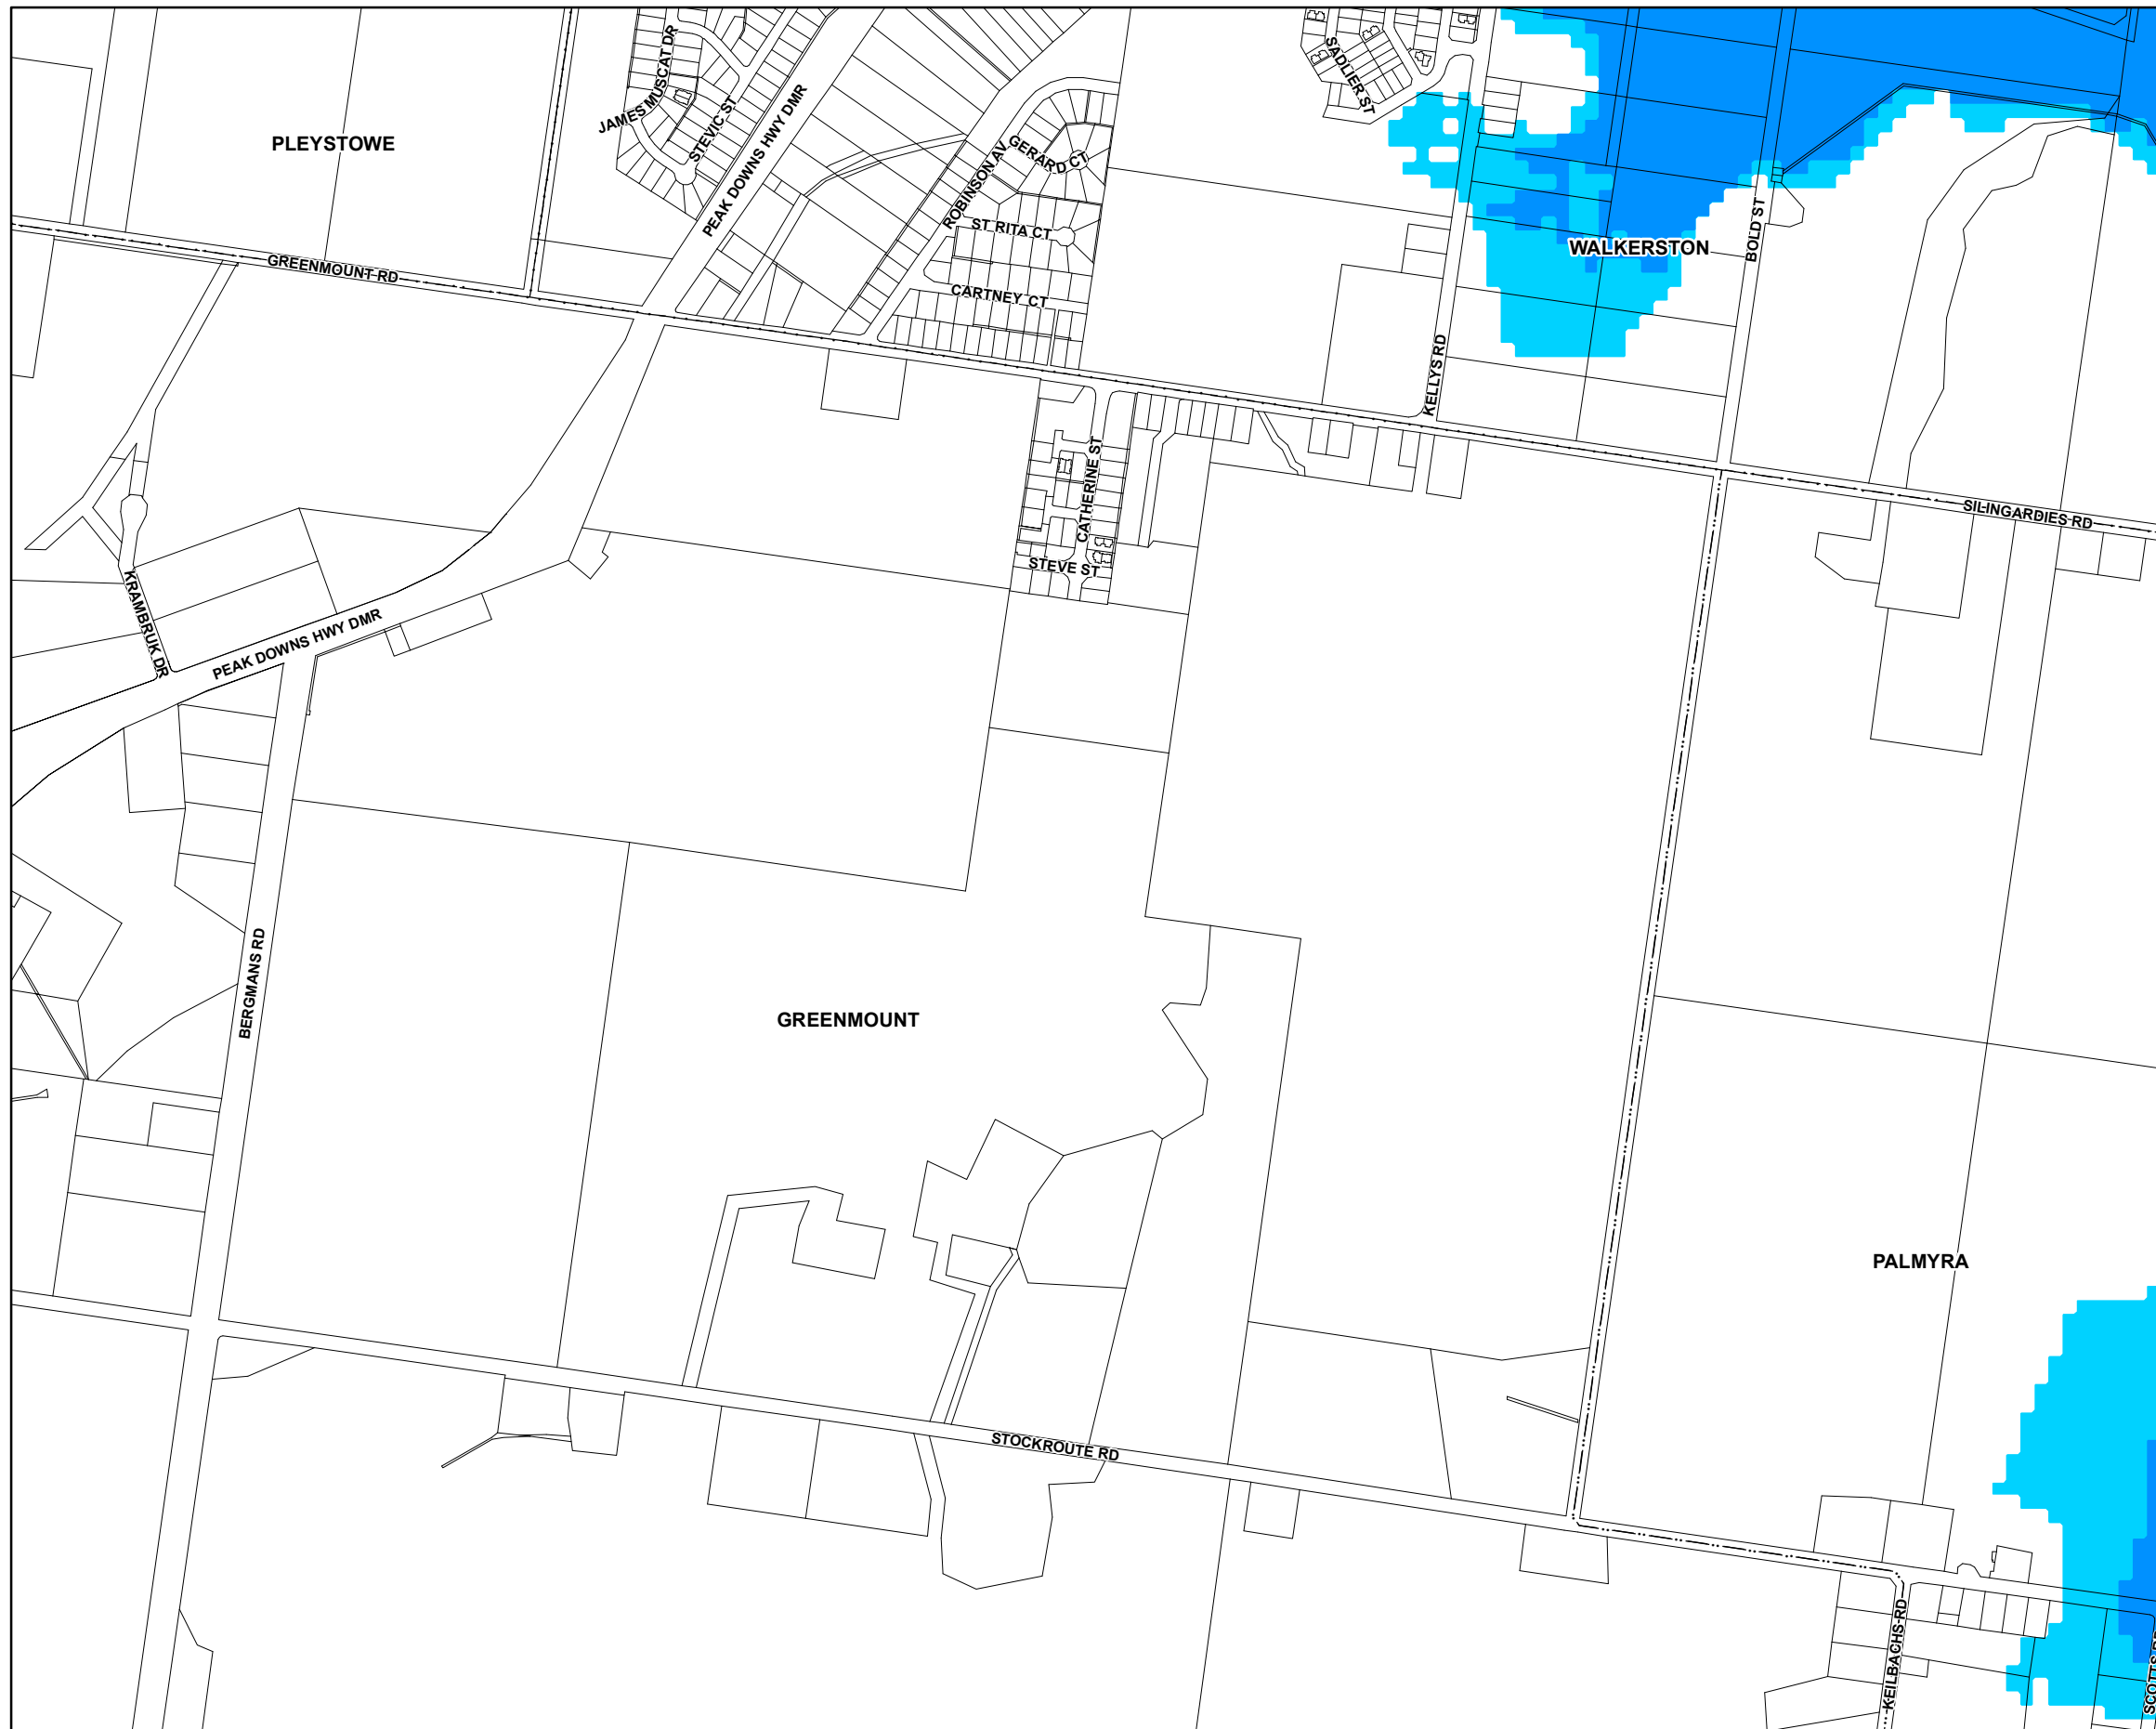 JAMES MUSCAT DR
STEVIC ST
PEAK DOWNS HWY DMR
SADLIER ST
PLEYSTOWE
ROBINSON AV
GERARD CT
ST RITA CT
WALKERSTON
BOLD ST
GREENMOUNT RD
CARTNEY CT
KELLYS RD
CATHERINE ST
SILINGARDIES RD
STEVE ST
KRAMBRUK DR
PEAK DOWNS HWY DMR
BERGMANS RD
GREENMOUNT
PALMYRA
STOCKROUTE RD
KEILBACHS RD
SCOTTS